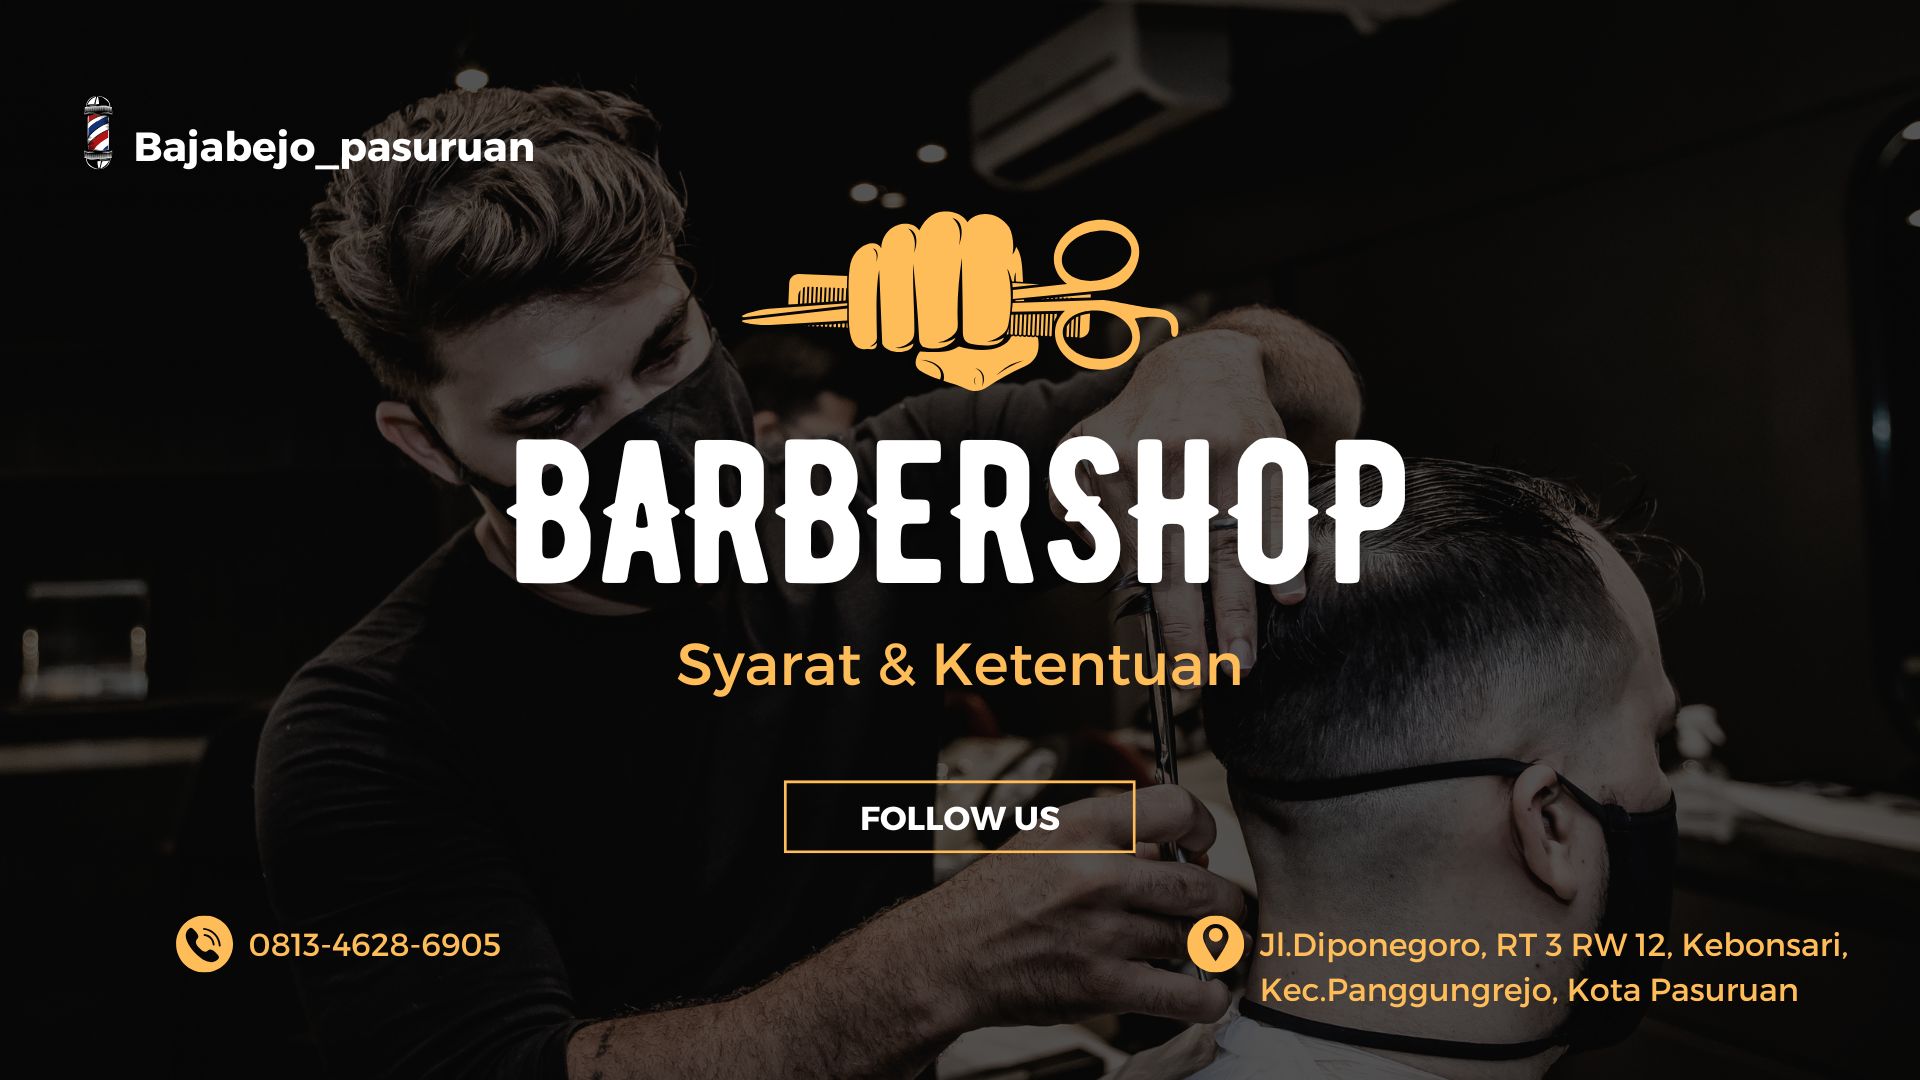 Bajabejo_pasuruan
BARBERSHOP
Syarat & Ketentuan
FOLLOW US
0813-4628-6905
Jl.Diponegoro, RT 3 RW 12, Kebonsari,
Kec.Panggungrejo, Kota Pasuruan